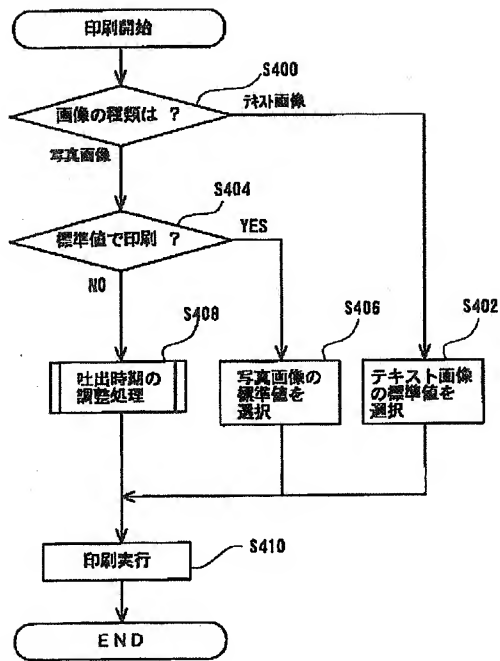 印刷開始
S400
画像の種類は ?
テキスト画像
写真画像
S404
標準値で印刷 ?
YES
NO
S408
S406
S402
吐出時期の
調整処理
写真画像の
標準値を
選択
テキスト画像
の標準値を
選択
印刷実行
S410
END